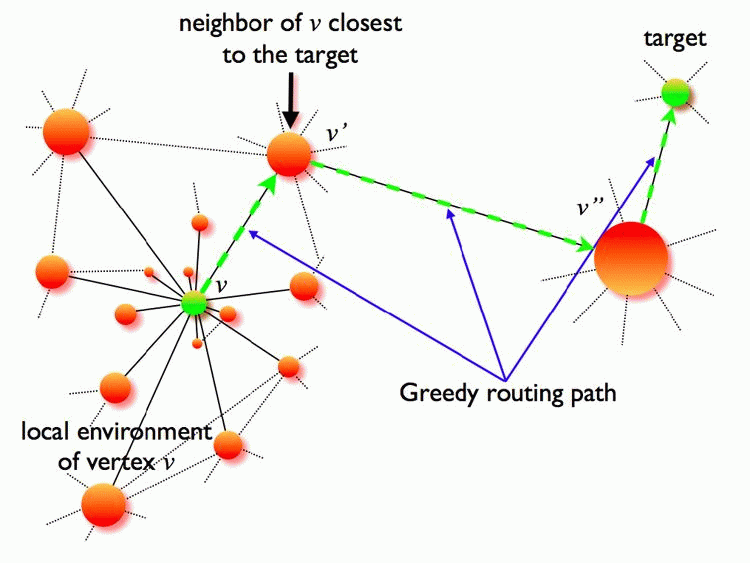 neighbor of v closest
to the target
target
v'
v''
v
Greedy routing path
local environment
of vertex v